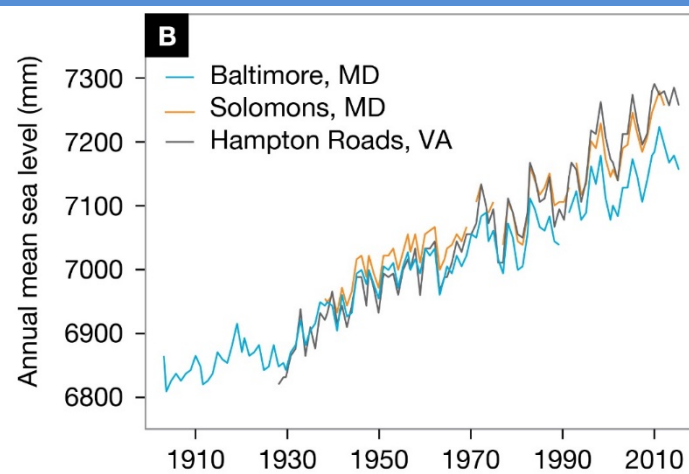 B
Baltimore, MD
Solomons, MD
Hampton Roads, VA
Annual mean sea level (mm)
7300
7200
7100
7000
6900
6800
1910 1930 1950 1970 1990 2010